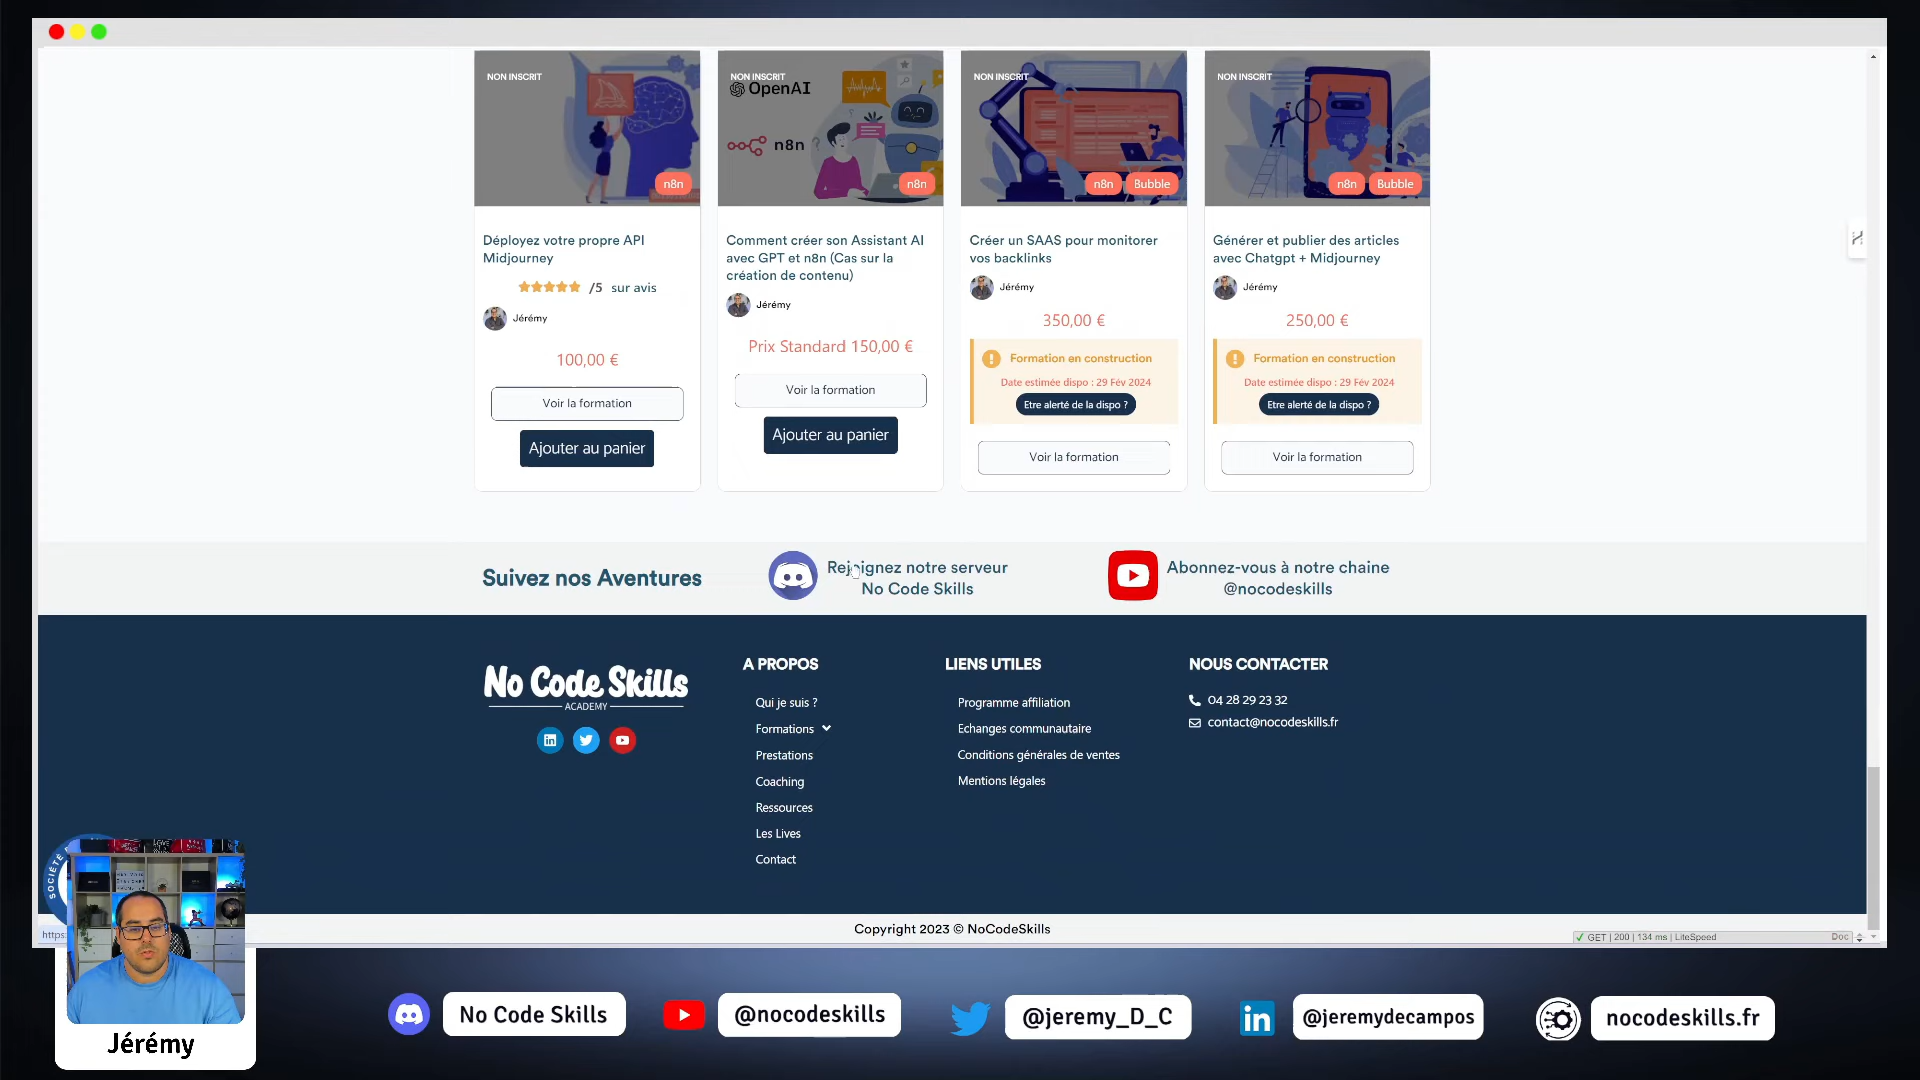 NON INSCRIT
n8n
Déployez votre propre API
Midjourney
/5 sur avis
Jérémy
100,00 €
Voir la formation
Ajouter au panier
NON INSCRIT
OpenAI
n8n
n8n
Comment créer son Assistant AI
avec GPT et n8n (Cas sur la
création de contenu)
Jérémy
Prix Standard 150,00 €
Voir la formation
Ajouter au panier
NON INSCRIT
n8n
Bubble
Créer un SAAS pour monitorer
vos backlinks
Jérémy
350,00 €
Formation en construction
Date estimée dispo : 29 Fév 2024
Etre alerté de la dispo ?
Voir la formation
NON INSCRIT
n8n
Bubble
Générer et publier des articles
avec Chatgpt + Midjourney
Jérémy
250,00 €
Formation en construction
Date estimée dispo : 29 Fév 2024
Etre alerté de la dispo ?
Voir la formation
Suivez nos Aventures
Rejoignez notre serveur
No Code Skills
Abonnez-vous à notre chaine
@nocodeskills
No Code Skills
ACADEMY
A PROPOS
Qui je suis ?
Formations
Prestations
Coaching
Ressources
Les Lives
Contact
LIENS UTILES
Programme affiliation
Echanges communautaire
Conditions générales de ventes
Mentions légales
NOUS CONTACTER
04 28 29 23 32
contact@nocodeskills.fr
SOCIÉTÉ
https:
Copyright 2023 © NoCodeSkills
GET | 200 | 134 ms | LiteSpeed
Doc
Jérémy
No Code Skills
@nocodeskills
@jeremy_D_C
@jeremydecampos
nocodeskills.fr